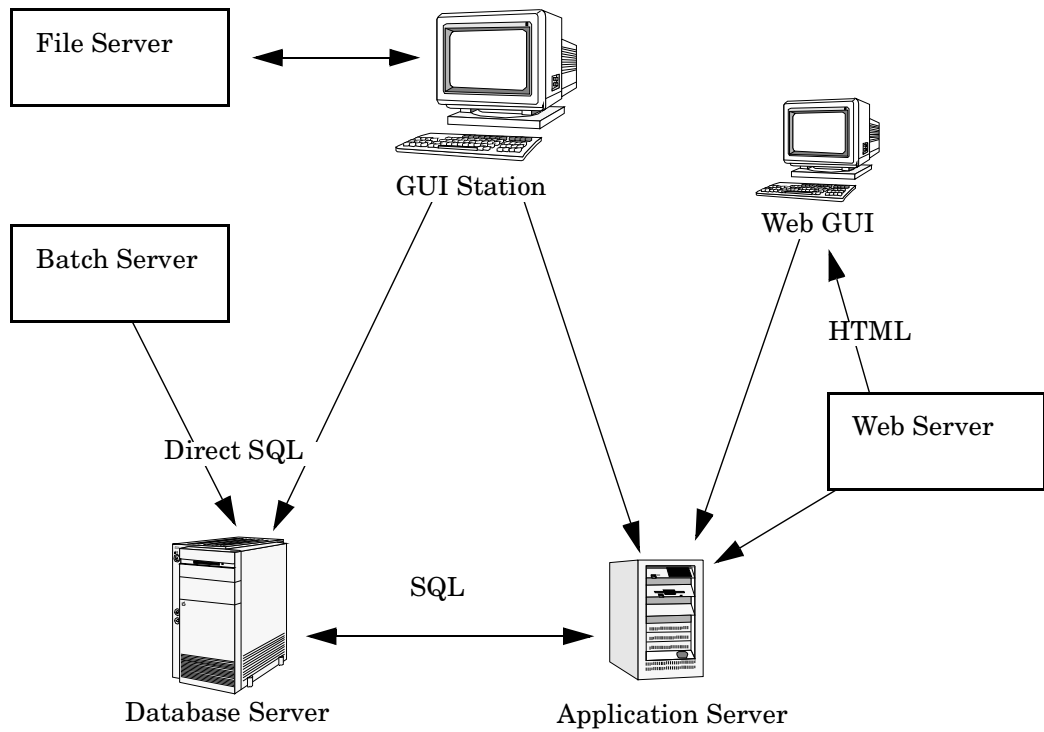 File Server
GUI Station
Web GUI
Batch Server
HTML
Web Server
Direct SQL
SQL
Database Server
Application Server